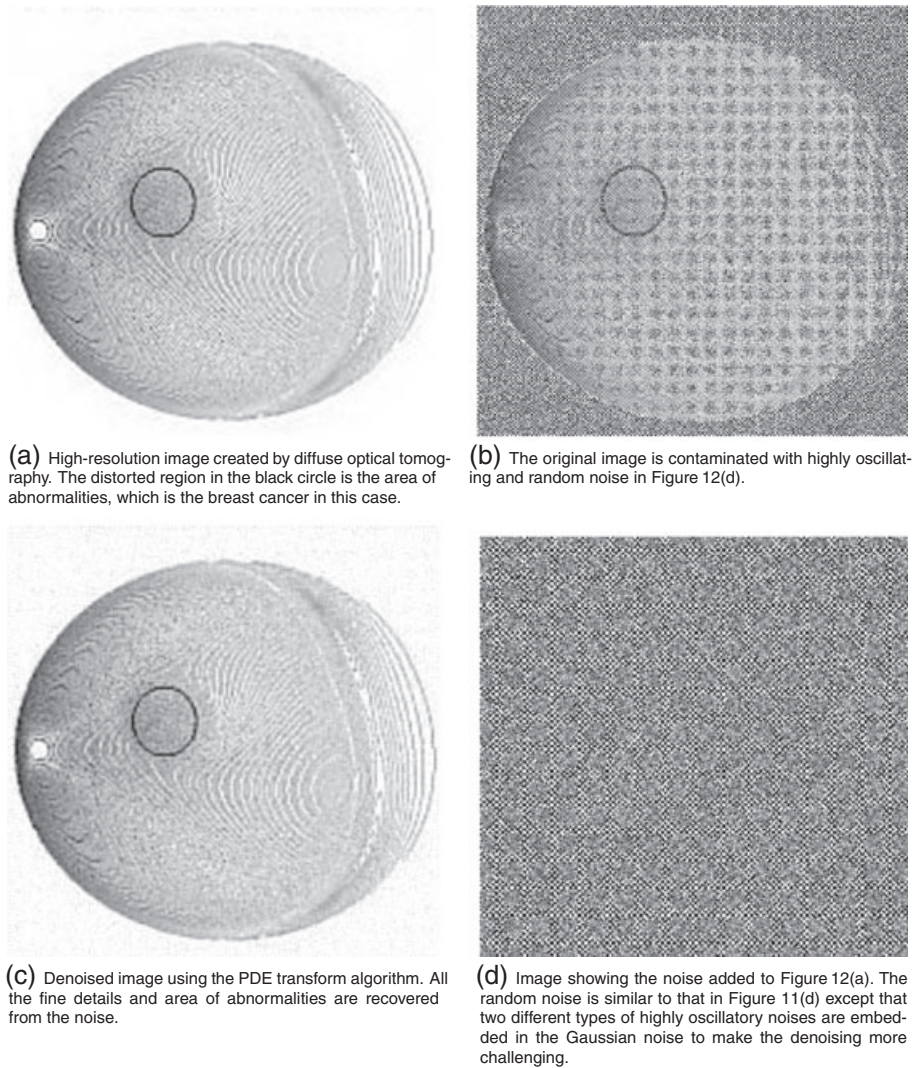 (a) High-resolution image created by diffuse optical tomog-
raphy. The distorted region in the black circle is the area of
abnormalities, which is the breast cancer in this case.
(b) The original image is contaminated with highly oscillat-
ing and random noise in Figure 12(d).
(c) Denoised image using the PDE transform algorithm. All
the fine details and area of abnormalities are recovered
from the noise.
(d) Image showing the noise added to Figure 12(a). The
random noise is similar to that in Figure 11(d) except that
two different types of highly oscillatory noises are embed-
ded in the Gaussian noise to make the denoising more
challenging.